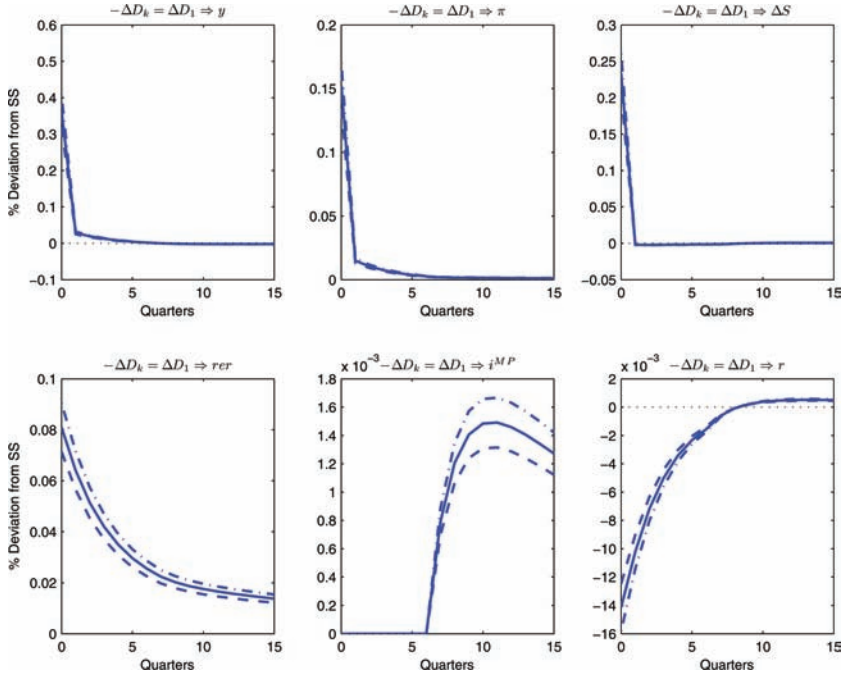 −ΔD_k = ΔD_1 ⇒ y
0.6
0.5
0.4
0.3
0.2
0.1
0
−0.1
% Deviation from SS
0 5 10 15
Quarters
−ΔD_k = ΔD_1 ⇒ π
0.2
0.15
0.1
0.05
0
0 5 10 15
Quarters
−ΔD_k = ΔD_1 ⇒ ΔS
0.3
0.25
0.2
0.15
0.1
0.05
0
−0.05
0 5 10 15
Quarters
−ΔD_k = ΔD_1 ⇒ rer
0.1
0.08
0.06
0.04
0.02
0
% Deviation from SS
0 5 10 15
Quarters
× 10⁻³ −ΔD_k = ΔD_1 ⇒ i^{MP}
1.8
1.6
1.4
1.2
1
0.8
0.6
0.4
0.2
0
0 5 10 15
Quarters
× 10⁻³ −ΔD_k = ΔD_1 ⇒ r
0
−2
−4
−6
−8
−10
−12
−14
−16
0 5 10 15
Quarters